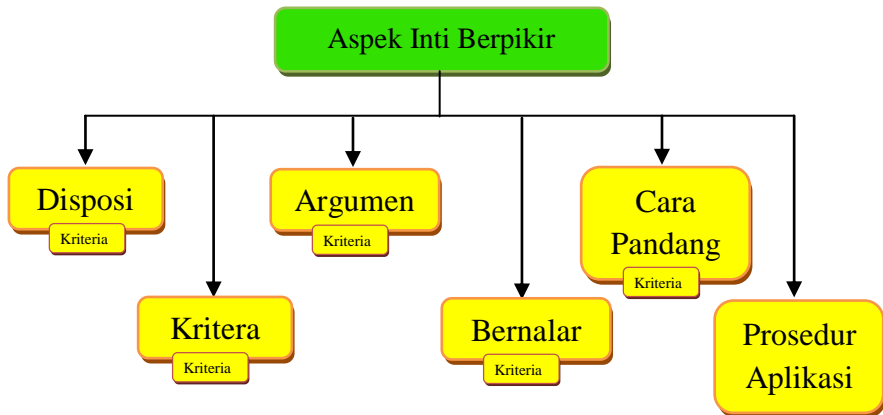 Aspek Inti Berpikir
Disposi
Kriteria
Argumen
Kriteria
Cara
Pandang
Kriteria
Kritera
Kriteria
Bernalar
Kriteria
Prosedur
Aplikasi